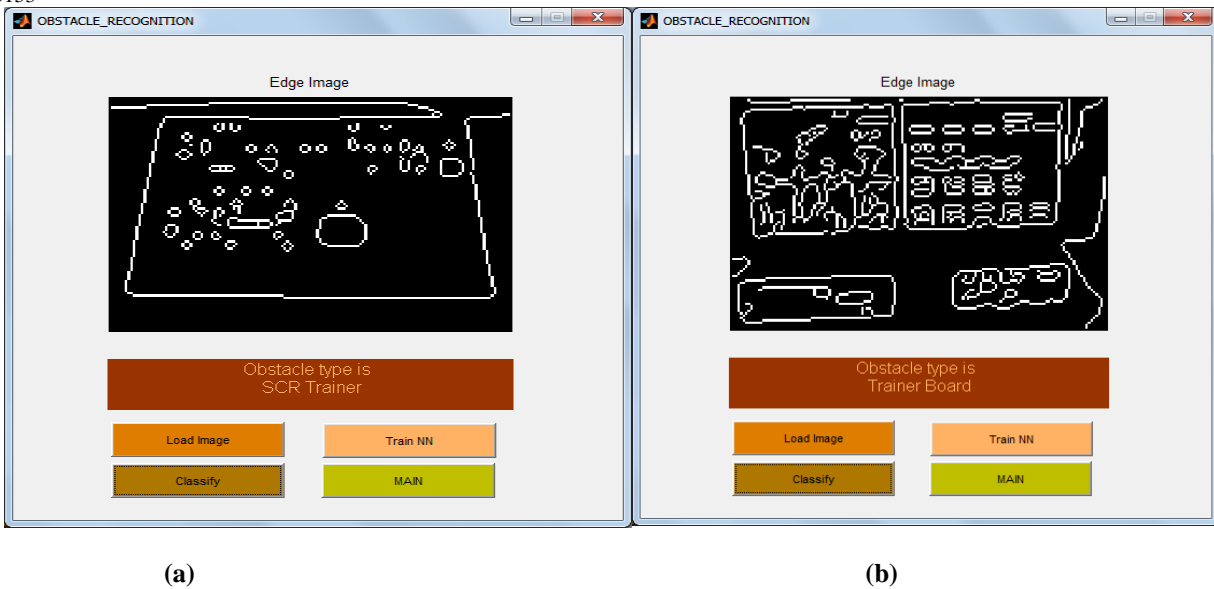 OBSTACLE_RECOGNITION
Edge Image
Obstacle type is
SCR Trainer
Load Image
Train NN
Classify
MAIN
OBSTACLE_RECOGNITION
Edge Image
Obstacle type is
Trainer Board
Load Image
Train NN
Classify
MAIN
(a)
(b)